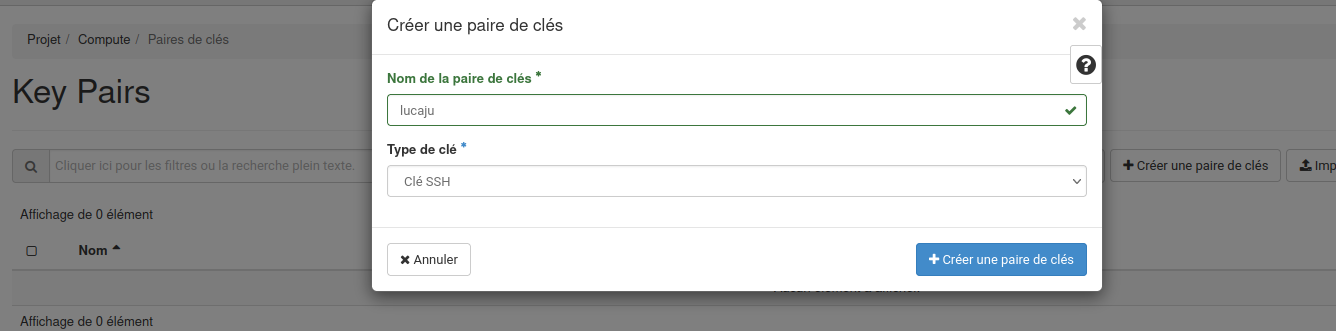 Créer une paire de clés
Projet / Compute / Paires de clés
Nom de la paire de clés *
Key Pairs
lucaju
Type de clé *
Cliquer ici pour les filtres ou la recherche plein texte.
Clé SSH
Créer une paire de clés
Imp
Affichage de 0 élément
Nom
Annuler
Créer une paire de clés
Affichage de 0 élément